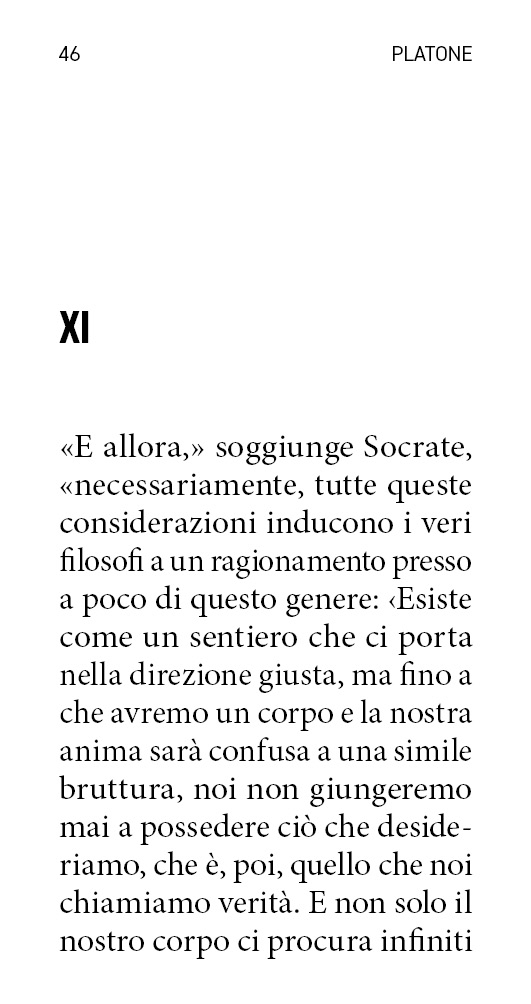 46 PLATONE
XI
«E allora,» soggiunge Socrate,
«necessariamente, tutte queste
considerazioni inducono i veri
filosofi a un ragionamento presso
a poco di questo genere: ‹Esiste
come un sentiero che ci porta
nella direzione giusta, ma fino a
che avremo un corpo e la nostra
anima sarà confusa a una simile
bruttura, noi non giungeremo
mai a possedere ciò che deside-
riamo, che è, poi, quello che noi
chiamiamo verità. E non solo il
nostro corpo ci procura infiniti